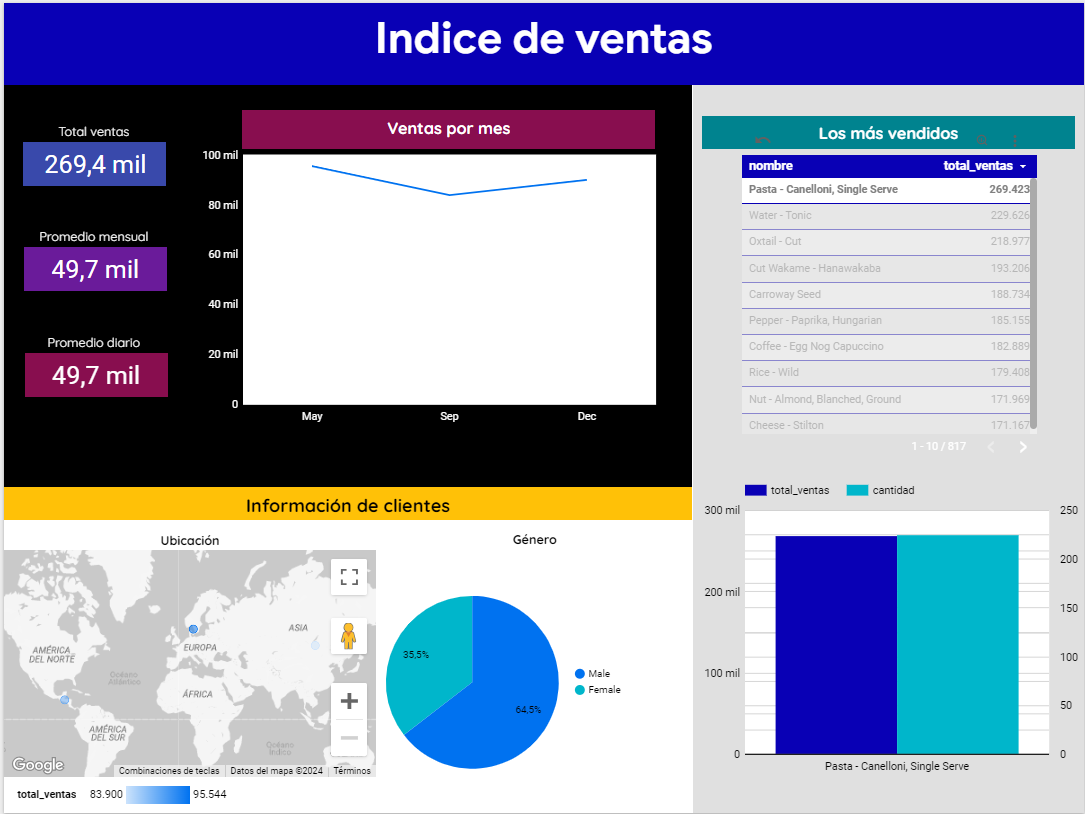 Indice de ventas
Total ventas
269,4 mil
Promedio mensual
49,7 mil
Promedio diario
49,7 mil
Ventas por mes
100 mil
80 mil
60 mil
40 mil
20 mil
0
May Sep Dec
Los más vendidos
nombre total_ventas
Pasta - Canelloni, Single Serve 269.423
Water - Tonic 229.626
Oxtail - Cut 218.977
Cut Wakame - Hanawakaba 193.206
Carroway Seed 188.734
Pepper - Paprika, Hungarian 185.155
Coffee - Egg Nog Capuccino 182.889
Rice - Wild 179.408
Nut - Almond, Blanched, Ground 171.969
Cheese - Stilton 171.167
1 - 10 / 817
Información de clientes
Ubicación
AMÉRICA
DEL NORTE
Océano
Atlántico
EUROPA
ASIA
ÁFRICA
AMÉRICA
DEL SUR
Océano
Índico
Google
Combinaciones de teclas Datos del mapa ©2024 Términos
total_ventas 83.900 95.544
Género
35,5%
64,5%
Male
Female
total_ventas cantidad
300 mil
200 mil
100 mil
0
250
200
150
100
50
0
Pasta - Canelloni, Single Serve